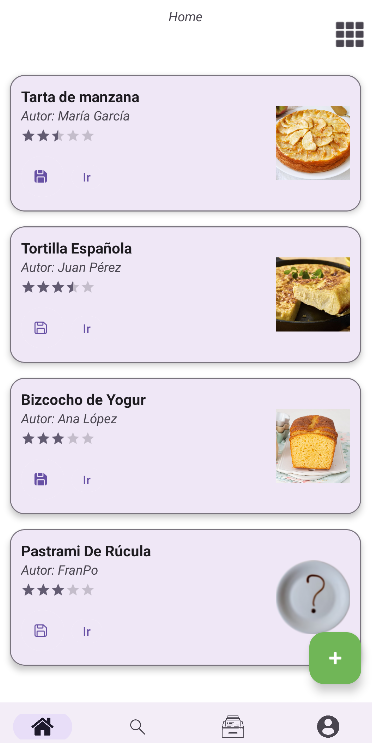 Home
Tarta de manzana
Autor: María García
Ir
Tortilla Española
Autor: Juan Pérez
Ir
Bizcocho de Yogur
Autor: Ana López
Ir
Pastrami De Rúcula
Autor: FranPo
?
Ir
+